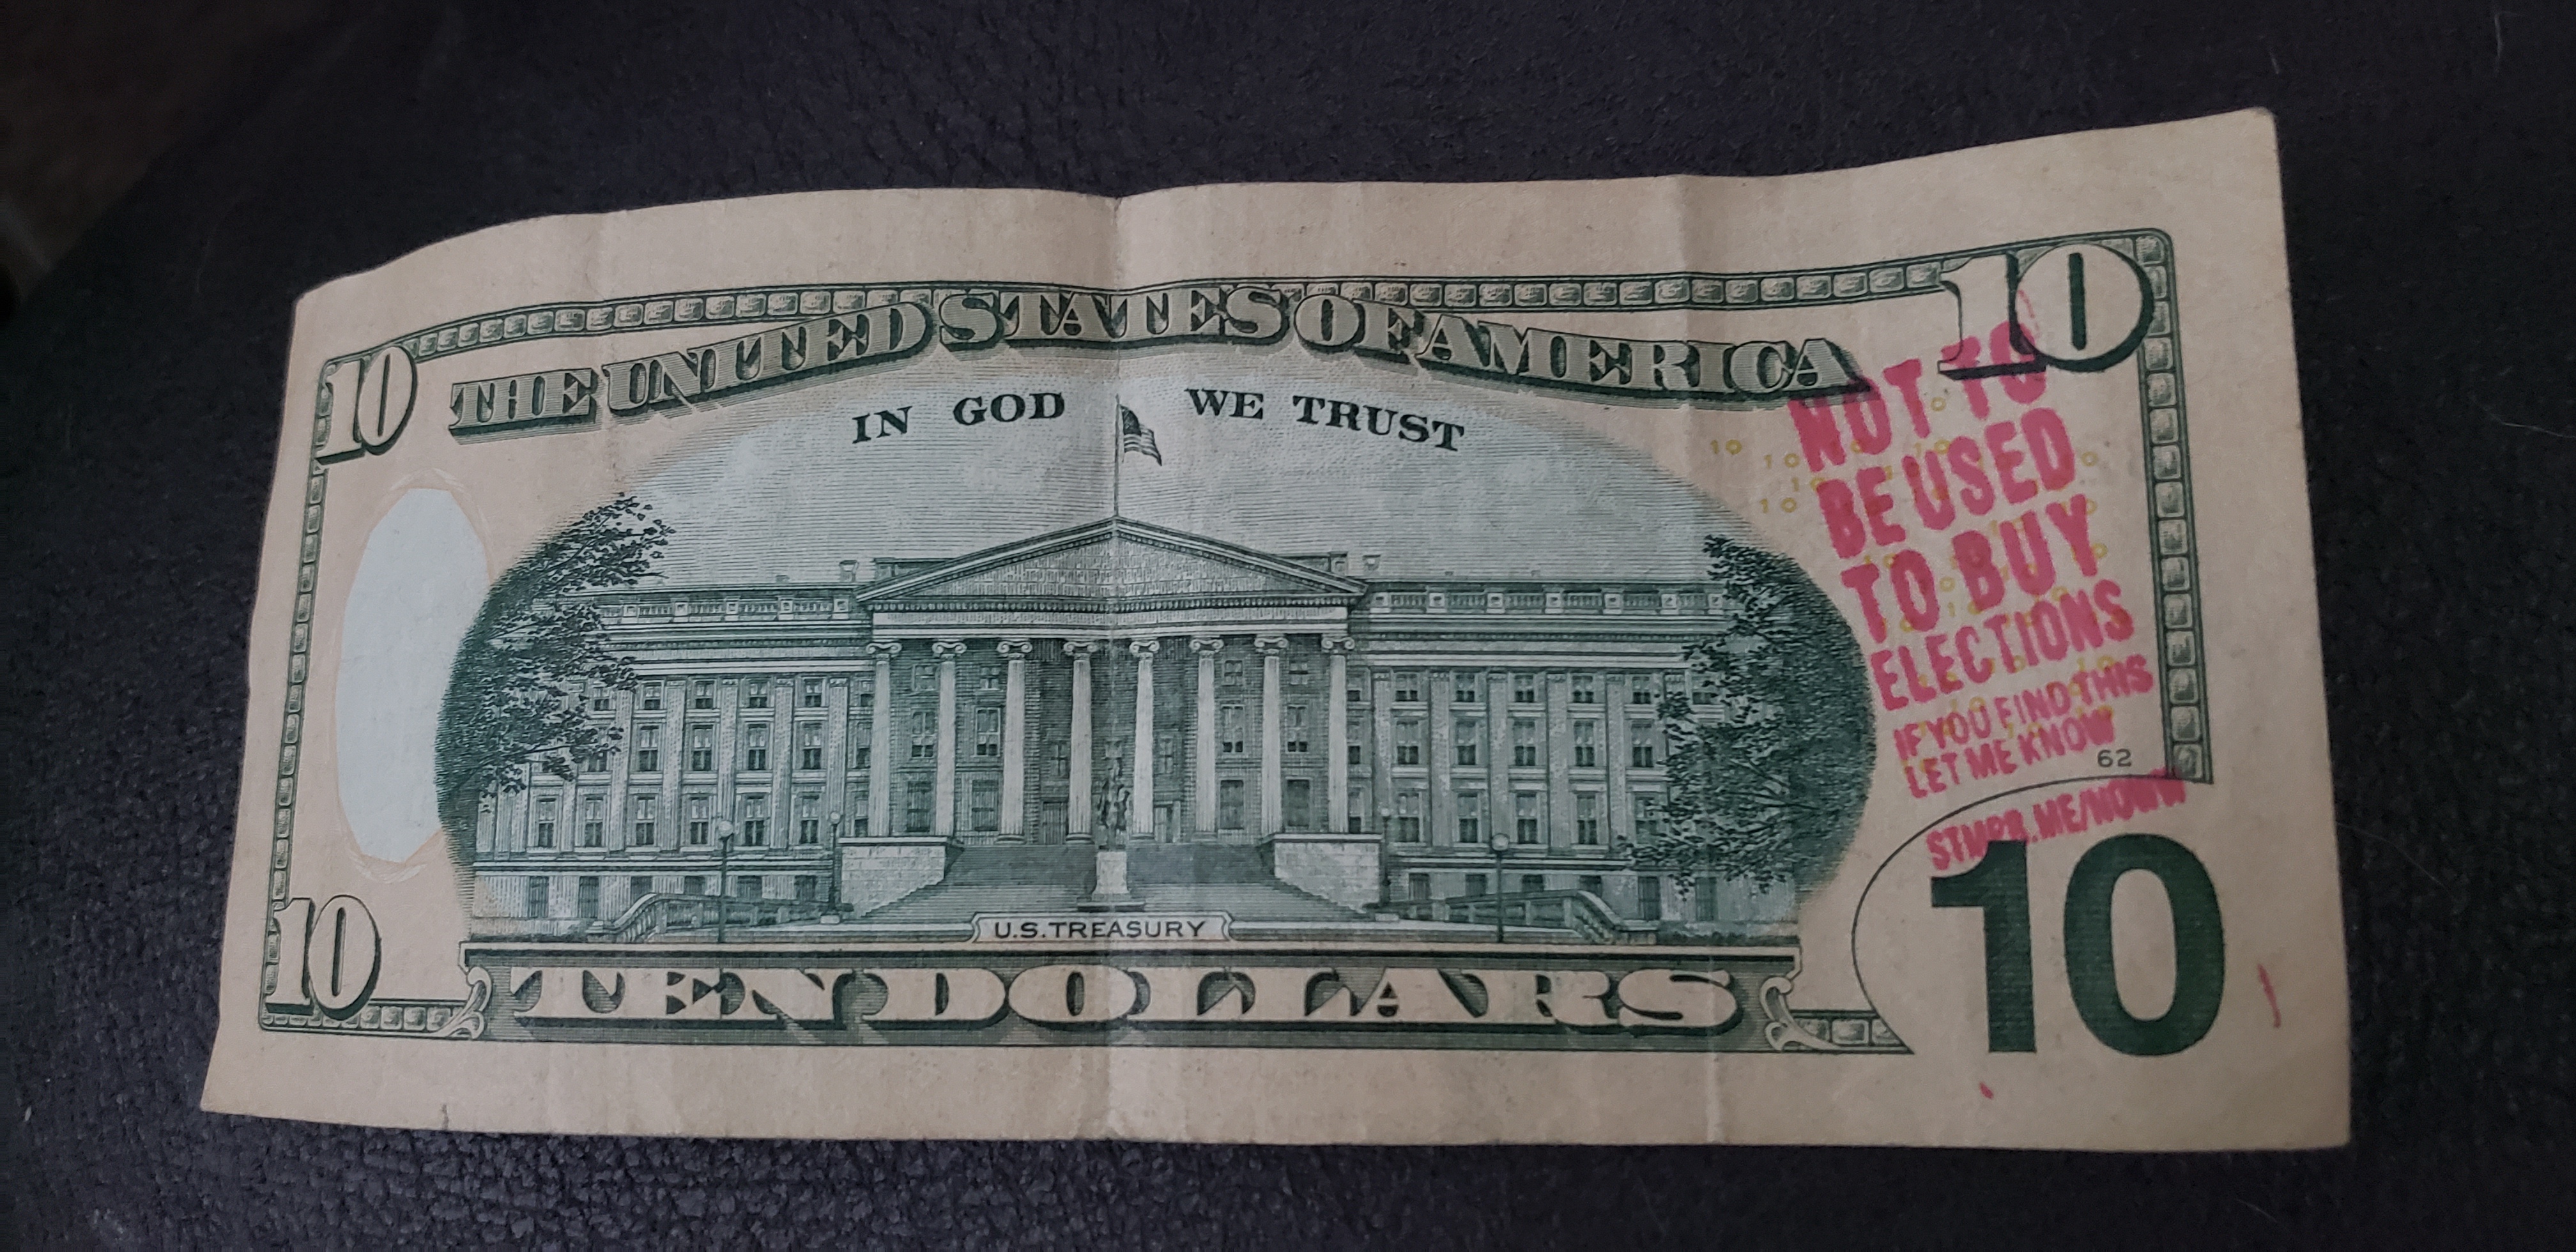 10
10
THE UNITED STATES OF AMERICA
IN GOD WE TRUST
NOT TO
BE USED
TO BUY
ELECTIONS
IF YOU FIND THIS
LET ME KNOW
62
U.S. TREASURY
10
TEN DOLLARS
10